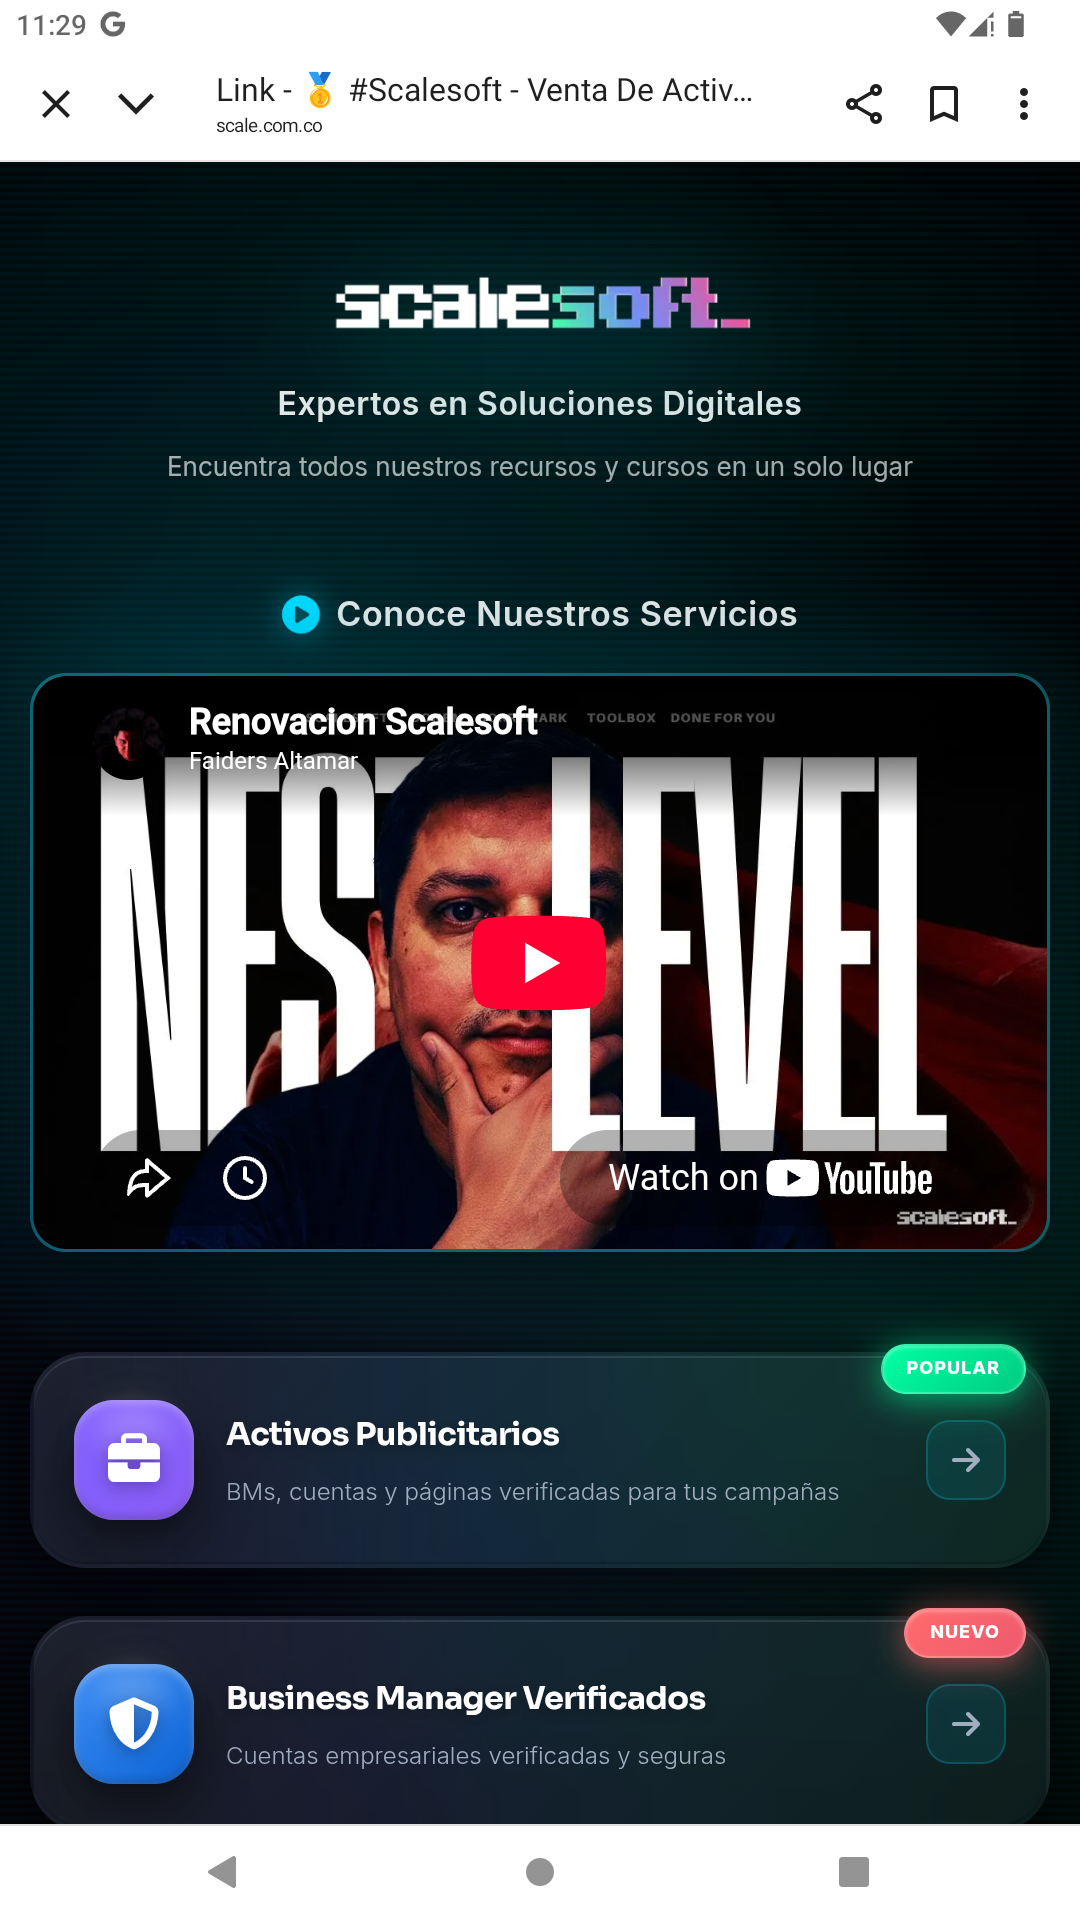 11:29
Link - 🥇 #Scalesoft - Venta De Activ...
scale.com.co
scalesoft_
Expertos en Soluciones Digitales
Encuentra todos nuestros recursos y cursos en un solo lugar
Conoce Nuestros Servicios
Renovacion Scalesoft
TOOLBOX DONE FOR YOU
Faiders Altamar
NEST LEVEL
Watch on YouTube
scalesoft_
POPULAR
Activos Publicitarios
BMs, cuentas y páginas verificadas para tus campañas
NUEVO
Business Manager Verificados
Cuentas empresariales verificadas y seguras